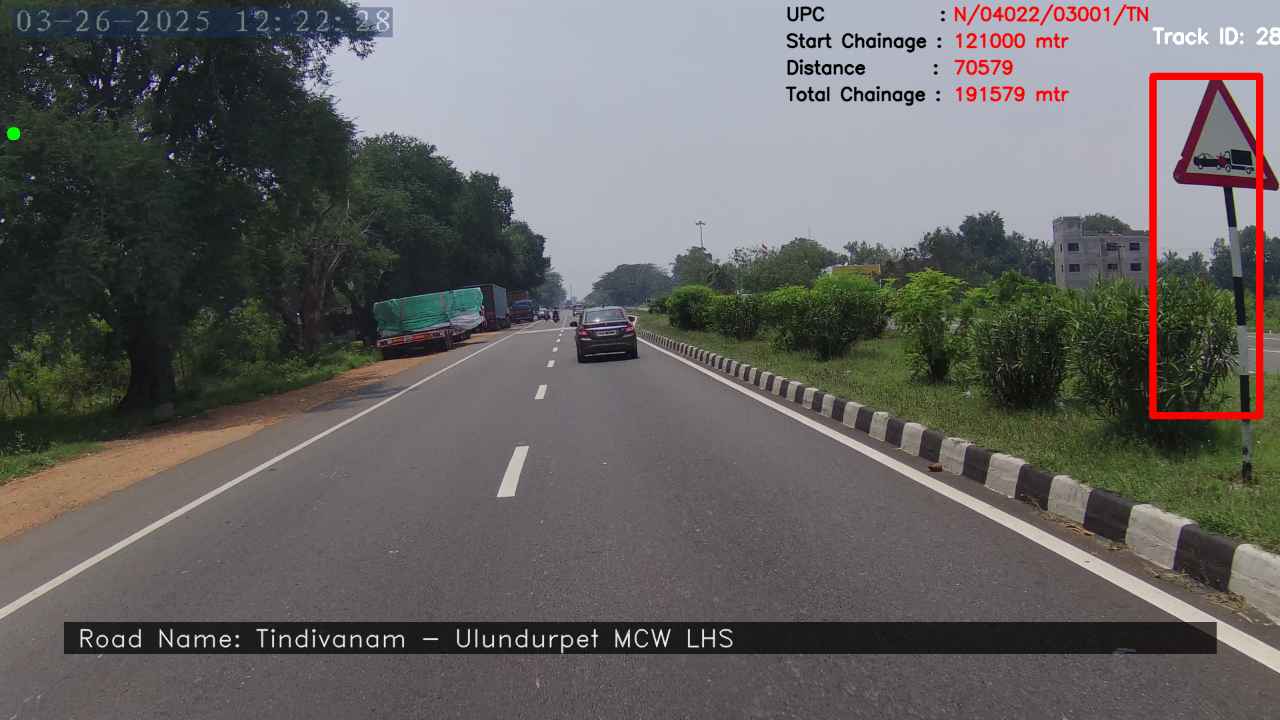 03-26-2025 12:22:28
UPC : N/04022/03001/TN
Track ID: 28
Start Chainage : 121000 mtr
Distance : 70579
Total Chainage : 191579 mtr
Road Name: Tindivanam - Ulundurpet MCW LHS